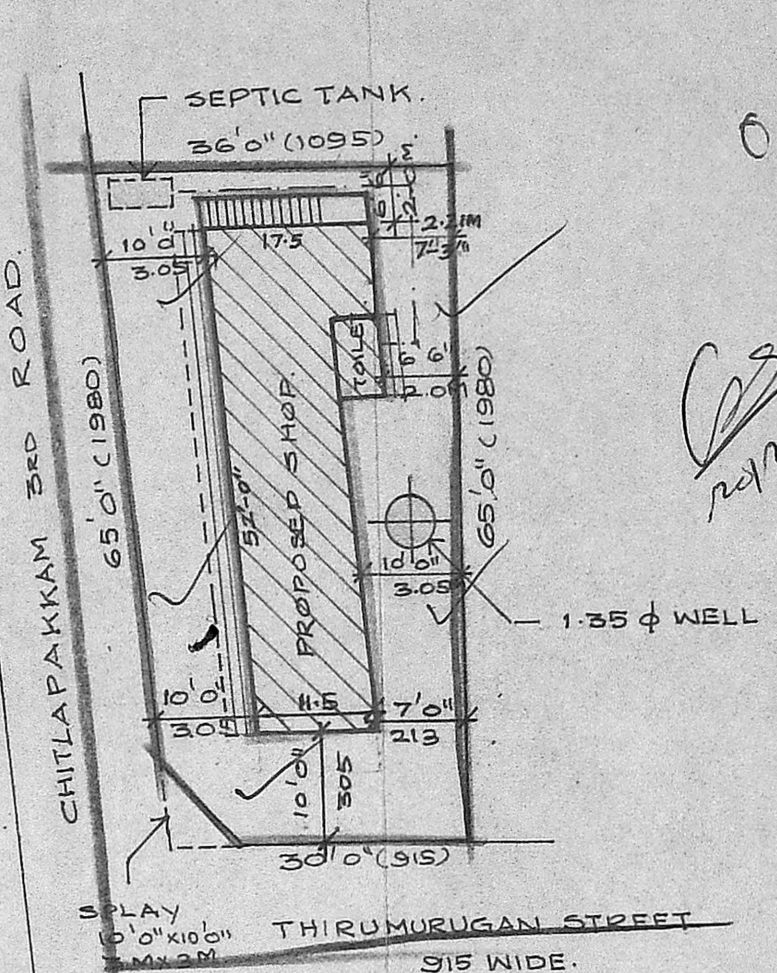 SEPTIC TANK.
36'0" (1095)
10'0"
3.05
17.5
2.21M
7'-3"
TOILET
6' 6"
2.0M
65'0" (1980)
CHITLAPAKKAM 3RD ROAD.
52'-0"
PROPOSED SHOP.
65'0" (1980)
10'0"
3.05
1.35 ϕ WELL
10'0"
3.05
11.5
7'0"
213
10'0"
305
30'0" (915)
SPLAY
10'0"X10'0"
3 M X 3 M
THIRUMURUGAN STREET
915 WIDE.